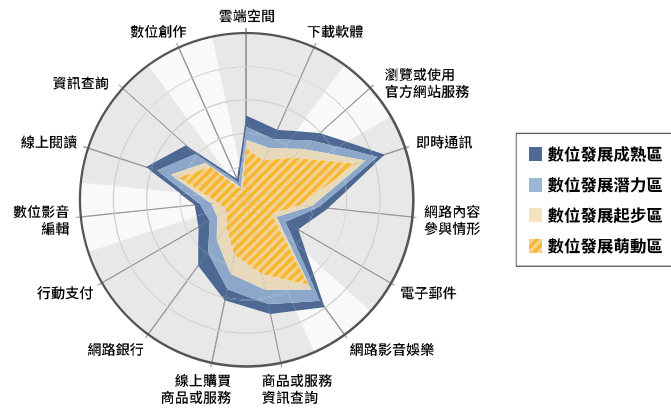 雲端空間
下載軟體
瀏覽或使用
官方網站服務
即時通訊
網路內容
參與情形
電子郵件
網路影音娛樂
商品或服務
資訊查詢
線上購買
商品或服務
網路銀行
行動支付
數位影音
編輯
線上閱讀
資訊查詢
數位創作
數位發展成熟區
數位發展潛力區
數位發展起步區
數位發展萌動區